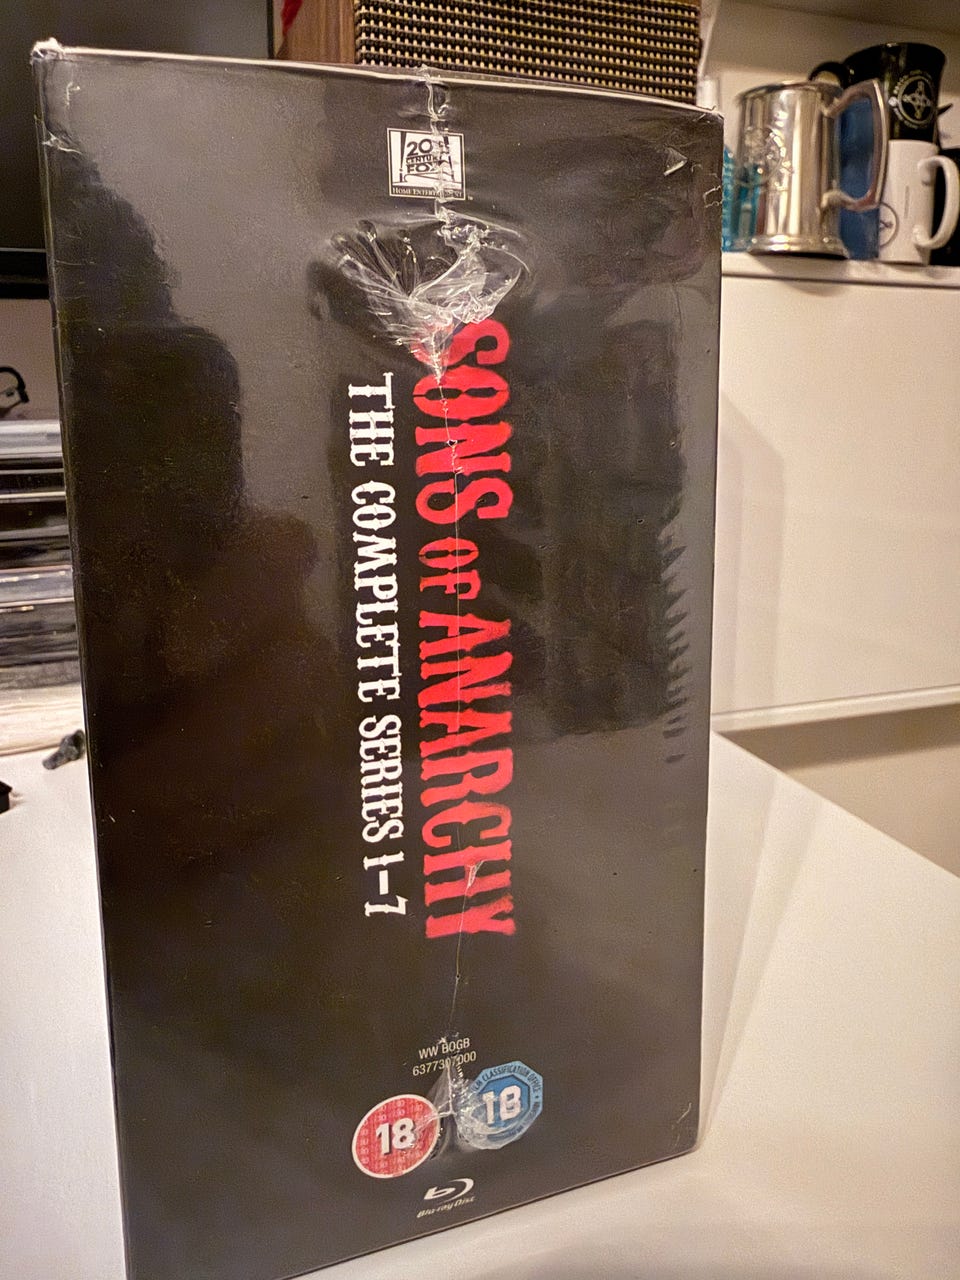 20th
CENTURY
FOX
HOME ENTERTAINMENT
SONS OF ANARCHY
THE COMPLETE SERIES 1-7
WW BOGB
6377307000
18
18
Blu-ray Disc